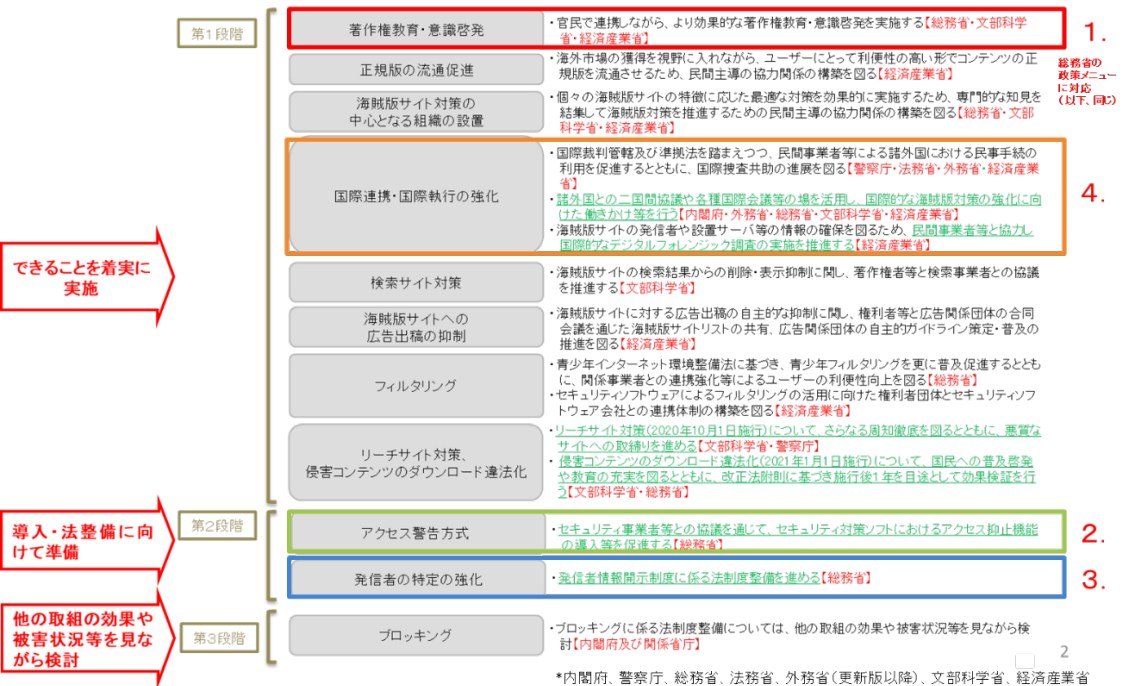 第1段階
著作権教育・意識啓発
・官民で連携しながら、より効果的な著作権教育・意識啓発を実施する【総務省・文部科学
省・経済産業省】
1.
総務省の
政策メニュー
に対応
（以下、同じ）
正規版の流通促進
・海外市場の獲得を視野に入れながら、ユーザーにとって利便性の高い形でコンテンツの正
規版を流通させるため、民間主導の協力関係の構築を図る【経済産業省】
海賊版サイト対策の
中心となる組織の設置
・個々の海賊版サイトの特徴に応じた最適な対策を効果的に実施するため、専門的な知見を
結集して海賊版対策を推進するための民間主導の協力関係の構築を図る【総務省・文部
科学省・経済産業省】
国際連携・国際執行の強化
・国際裁判管轄及び準拠法を踏まえつつ、民間事業者等による諸外国における民事手続の
利用を促進するとともに、国際捜査共助の進展を図る【警察庁・法務省・外務省・経済産業
省】
・諸外国との二国間協議や各種国際会議等の場を活用し、国際的な海賊版対策の強化に向
けた働きかけ等を行う【内閣府・外務省・総務省・文部科学省・経済産業省】
・海賊版サイトの発信者や設置サーバ等の情報の確保を図るため、民間事業者等と協力し
国際的なデジタルフォレンジック調査の実施を推進する【経済産業省】
4.
できることを着実に
実施
検索サイト対策
・海賊版サイトの検索結果からの削除・表示抑制に関し、著作権者等と検索事業者との協議
を推進する【文部科学省】
海賊版サイトへの
広告出稿の抑制
・海賊版サイトに対する広告出稿の自主的な抑制に関し、権利者等と広告関係団体の合同
会議を通じた海賊版サイトリストの共有、広告関係団体の自主的ガイドライン策定・普及の
推進を図る【経済産業省】
フィルタリング
・青少年インターネット環境整備法に基づき、青少年フィルタリングを更に普及促進するととも
に、関係事業者との連携強化等によるユーザーの利便性向上を図る【総務省】
・セキュリティソフトウェアによるフィルタリングの活用に向けた権利者団体とセキュリティソフ
トウェア会社との連携体制の構築を図る【経済産業省】
リーチサイト対策、
侵害コンテンツのダウンロード違法化
・リーチサイト対策（2020年10月1日施行）について、さらなる周知徹底を図るとともに、悪質な
サイトへの取締りを進める【文部科学省・警察庁】
・侵害コンテンツのダウンロード違法化（2021年1月1日施行）について、国民への普及啓発
や教育の充実を図るとともに、改正法附則に基づき施行後1年を目途として効果検証を行
う【文部科学省・総務省】
導入・法整備に向
けて準備
第2段階
アクセス警告方式
・セキュリティ事業者等との協議を通じて、セキュリティ対策ソフトにおけるアクセス抑止機能
の導入等を促進する【総務省】
2.
発信者の特定の強化
・発信者情報開示制度に係る法制度整備を進める【総務省】
3.
他の取組の効果や
被害状況等を見な
がら検討
第3段階
ブロッキング
・ブロッキングに係る法制度整備については、他の取組の効果や被害状況等を見ながら検
討【内閣府及び関係省庁】
2
*内閣府、警察庁、総務省、法務省、外務省（更新版以降）、文部科学省、経済産業省